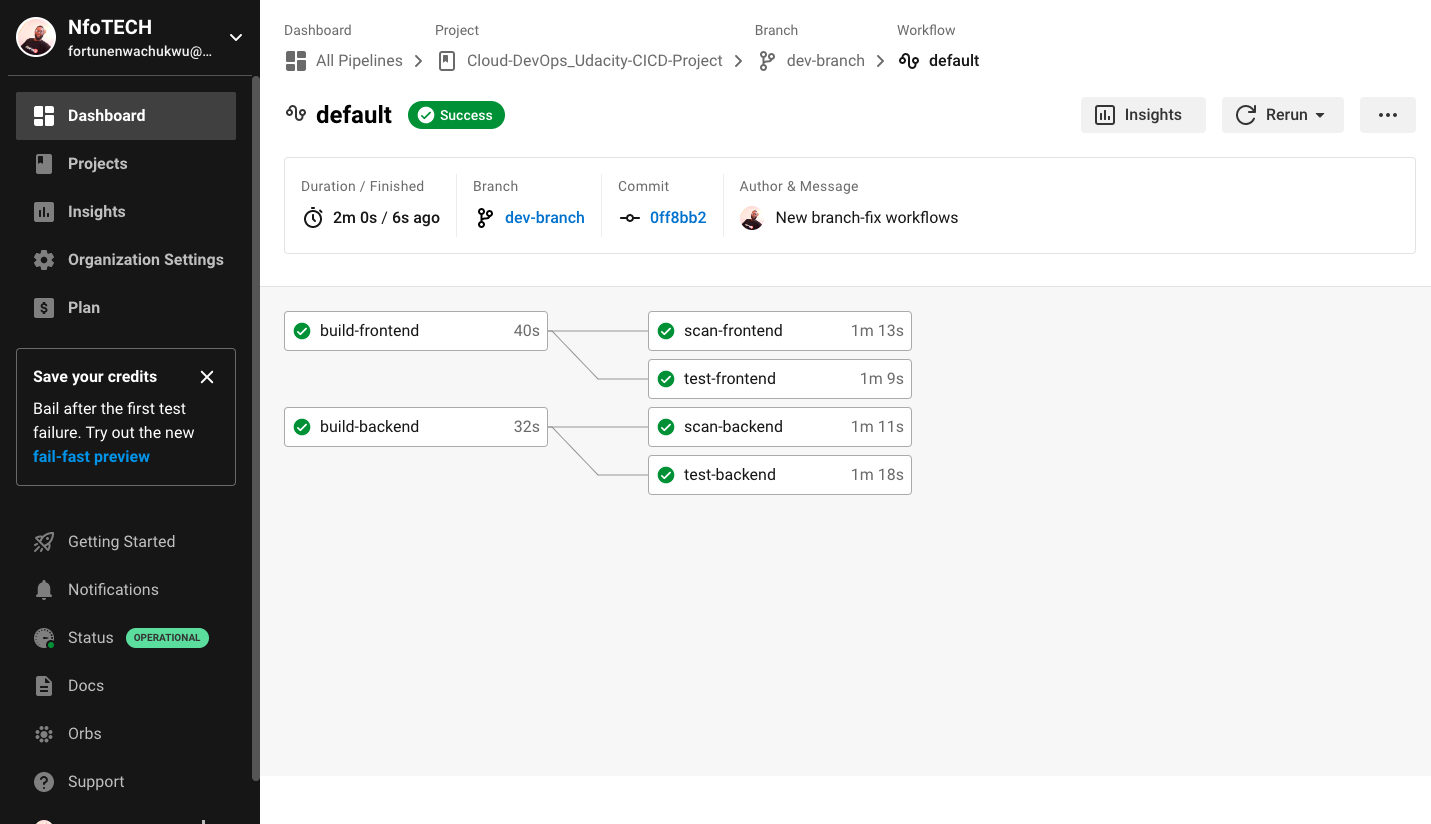 NfoTECH
fortunenwachukwu@...
Dashboard
Projects
Insights
Organization Settings
Plan
Save your credits
Bail after the first test
failure. Try out the new
fail-fast preview
Getting Started
Notifications
Status OPERATIONAL
Docs
Orbs
Support
Dashboard Project Branch Workflow
All Pipelines Cloud-DevOps_Udacity-CICD-Project dev-branch default
default Success Insights Rerun
Duration / Finished Branch Commit Author & Message
2m 0s / 6s ago dev-branch 0ff8bb2 New branch-fix workflows
build-frontend 40s scan-frontend 1m 13s
test-frontend 1m 9s
build-backend 32s scan-backend 1m 11s
test-backend 1m 18s